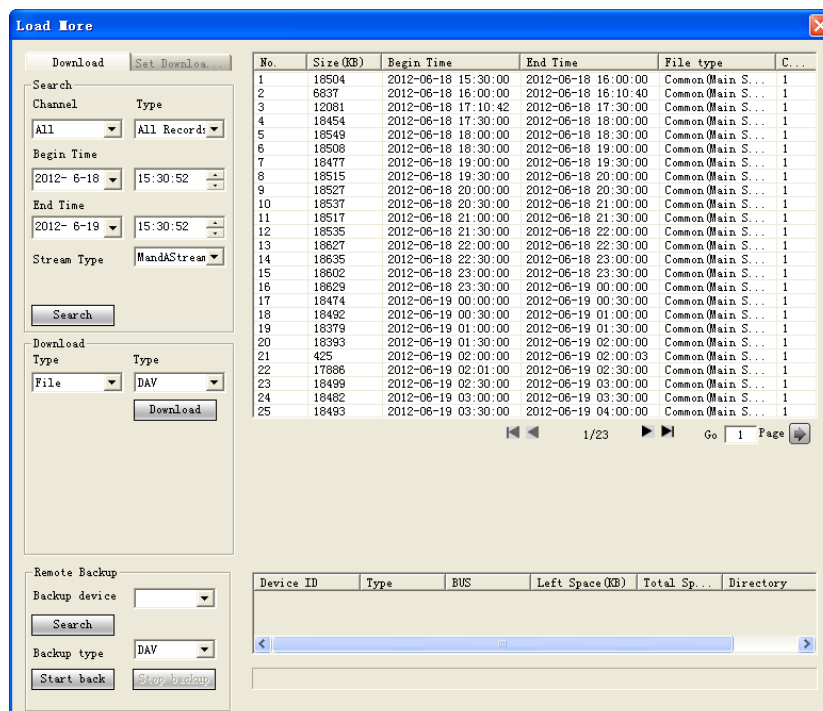 Load More
Download Set Downloa...
Search
Channel Type
All All Record:
Begin Time
2012- 6-18 15:30:52
End Time
2012- 6-19 15:30:52
Stream Type MandAStream
Search
Download
Type Type
File DAV
Download
Remote Backup
Backup device
Search
Backup type DAV
Start back Stop backup
No. Size(KB) Begin Time End Time File type C...
1 18504 2012-06-18 15:30:00 2012-06-18 16:00:00 Common(Main S... 1
2 6837 2012-06-18 16:00:00 2012-06-18 16:10:40 Common(Main S... 1
3 12081 2012-06-18 17:10:42 2012-06-18 17:30:00 Common(Main S... 1
4 18454 2012-06-18 17:30:00 2012-06-18 18:00:00 Common(Main S... 1
5 18549 2012-06-18 18:00:00 2012-06-18 18:30:00 Common(Main S... 1
6 18508 2012-06-18 18:30:00 2012-06-18 19:00:00 Common(Main S... 1
7 18477 2012-06-18 19:00:00 2012-06-18 19:30:00 Common(Main S... 1
8 18515 2012-06-18 19:30:00 2012-06-18 20:00:00 Common(Main S... 1
9 18527 2012-06-18 20:00:00 2012-06-18 20:30:00 Common(Main S... 1
10 18537 2012-06-18 20:30:00 2012-06-18 21:00:00 Common(Main S... 1
11 18517 2012-06-18 21:00:00 2012-06-18 21:30:00 Common(Main S... 1
12 18535 2012-06-18 21:30:00 2012-06-18 22:00:00 Common(Main S... 1
13 18627 2012-06-18 22:00:00 2012-06-18 22:30:00 Common(Main S... 1
14 18635 2012-06-18 22:30:00 2012-06-18 23:00:00 Common(Main S... 1
15 18602 2012-06-18 23:00:00 2012-06-18 23:30:00 Common(Main S... 1
16 18629 2012-06-18 23:30:00 2012-06-19 00:00:00 Common(Main S... 1
17 18474 2012-06-19 00:00:00 2012-06-19 00:30:00 Common(Main S... 1
18 18492 2012-06-19 00:30:00 2012-06-19 01:00:00 Common(Main S... 1
19 18379 2012-06-19 01:00:00 2012-06-19 01:30:00 Common(Main S... 1
20 18393 2012-06-19 01:30:00 2012-06-19 02:00:00 Common(Main S... 1
21 425 2012-06-19 02:00:00 2012-06-19 02:00:03 Common(Main S... 1
22 17886 2012-06-19 02:01:00 2012-06-19 02:30:00 Common(Main S... 1
23 18499 2012-06-19 02:30:00 2012-06-19 03:00:00 Common(Main S... 1
24 18482 2012-06-19 03:00:00 2012-06-19 03:30:00 Common(Main S... 1
25 18493 2012-06-19 03:30:00 2012-06-19 04:00:00 Common(Main S... 1
1/23 Go 1 Page
Device ID Type BUS Left Space(KB) Total Sp... Directory